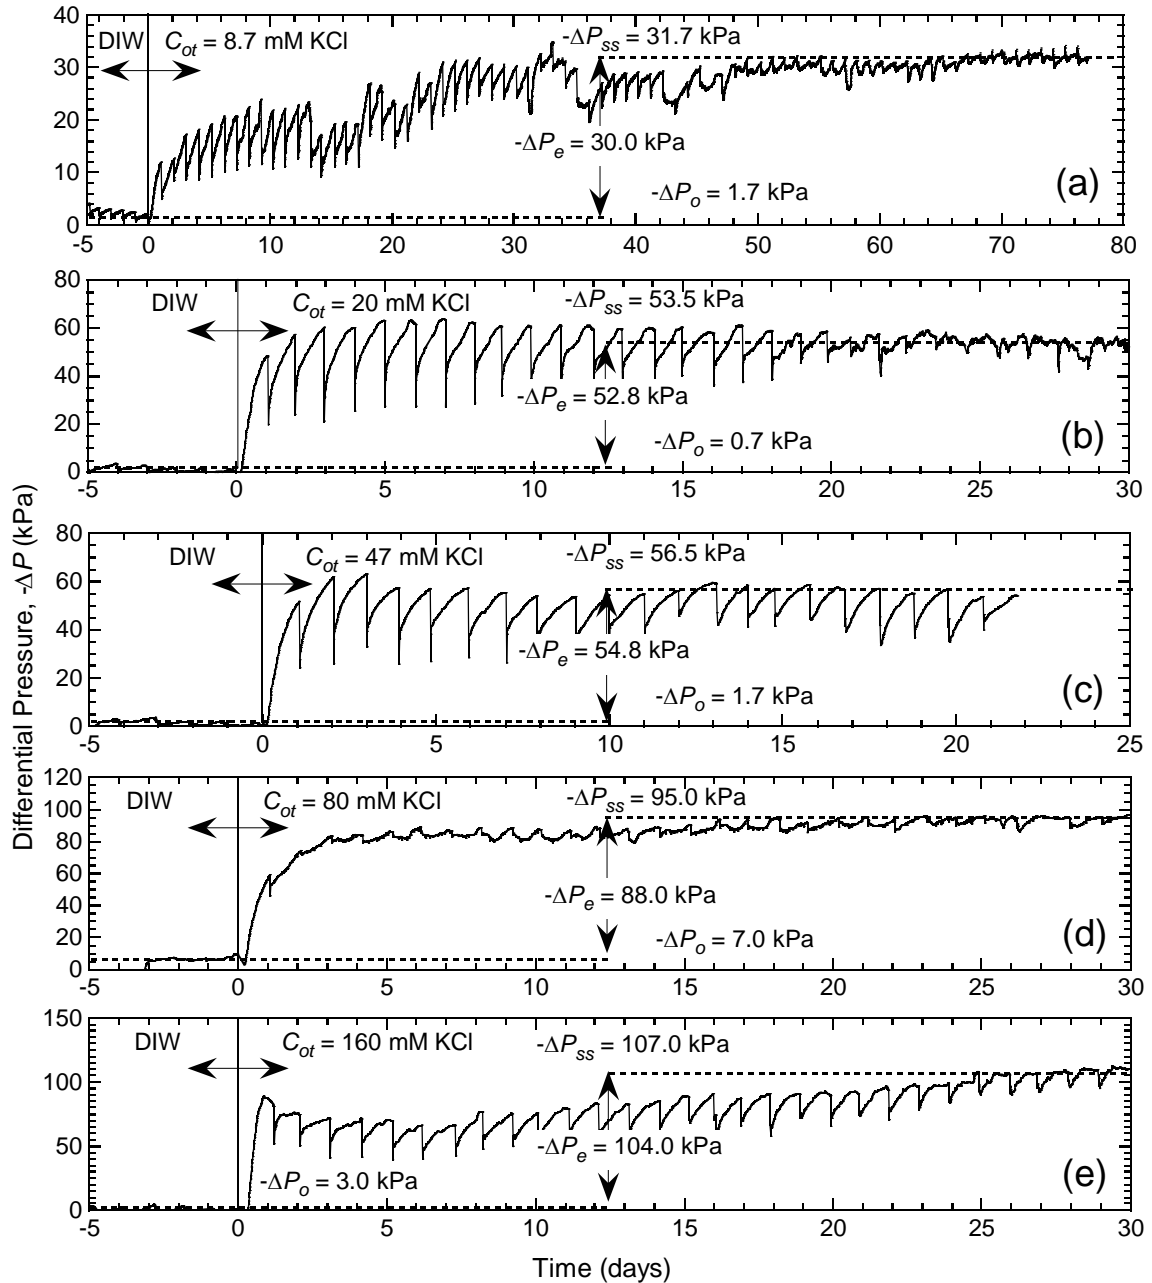 Differential Pressure, -ΔP (kPa)
40
30
20
10
0
DIW
C_ot = 8.7 mM KCl
-ΔP_ss = 31.7 kPa
-ΔP_e = 30.0 kPa
-ΔP_o = 1.7 kPa
(a)
-5 0 10 20 30 40 50 60 70 80
80
60
40
20
0
DIW
C_ot = 20 mM KCl
-ΔP_ss = 53.5 kPa
-ΔP_e = 52.8 kPa
-ΔP_o = 0.7 kPa
(b)
-5 0 5 10 15 20 25 30
80
60
40
20
0
DIW
C_ot = 47 mM KCl
-ΔP_ss = 56.5 kPa
-ΔP_e = 54.8 kPa
-ΔP_o = 1.7 kPa
(c)
-5 0 5 10 15 20 25
120
100
80
60
40
20
0
DIW
C_ot = 80 mM KCl
-ΔP_ss = 95.0 kPa
-ΔP_e = 88.0 kPa
-ΔP_o = 7.0 kPa
(d)
-5 0 5 10 15 20 25 30
150
100
50
0
DIW
C_ot = 160 mM KCl
-ΔP_ss = 107.0 kPa
-ΔP_e = 104.0 kPa
-ΔP_o = 3.0 kPa
(e)
-5 0 5 10 15 20 25 30
Time (days)